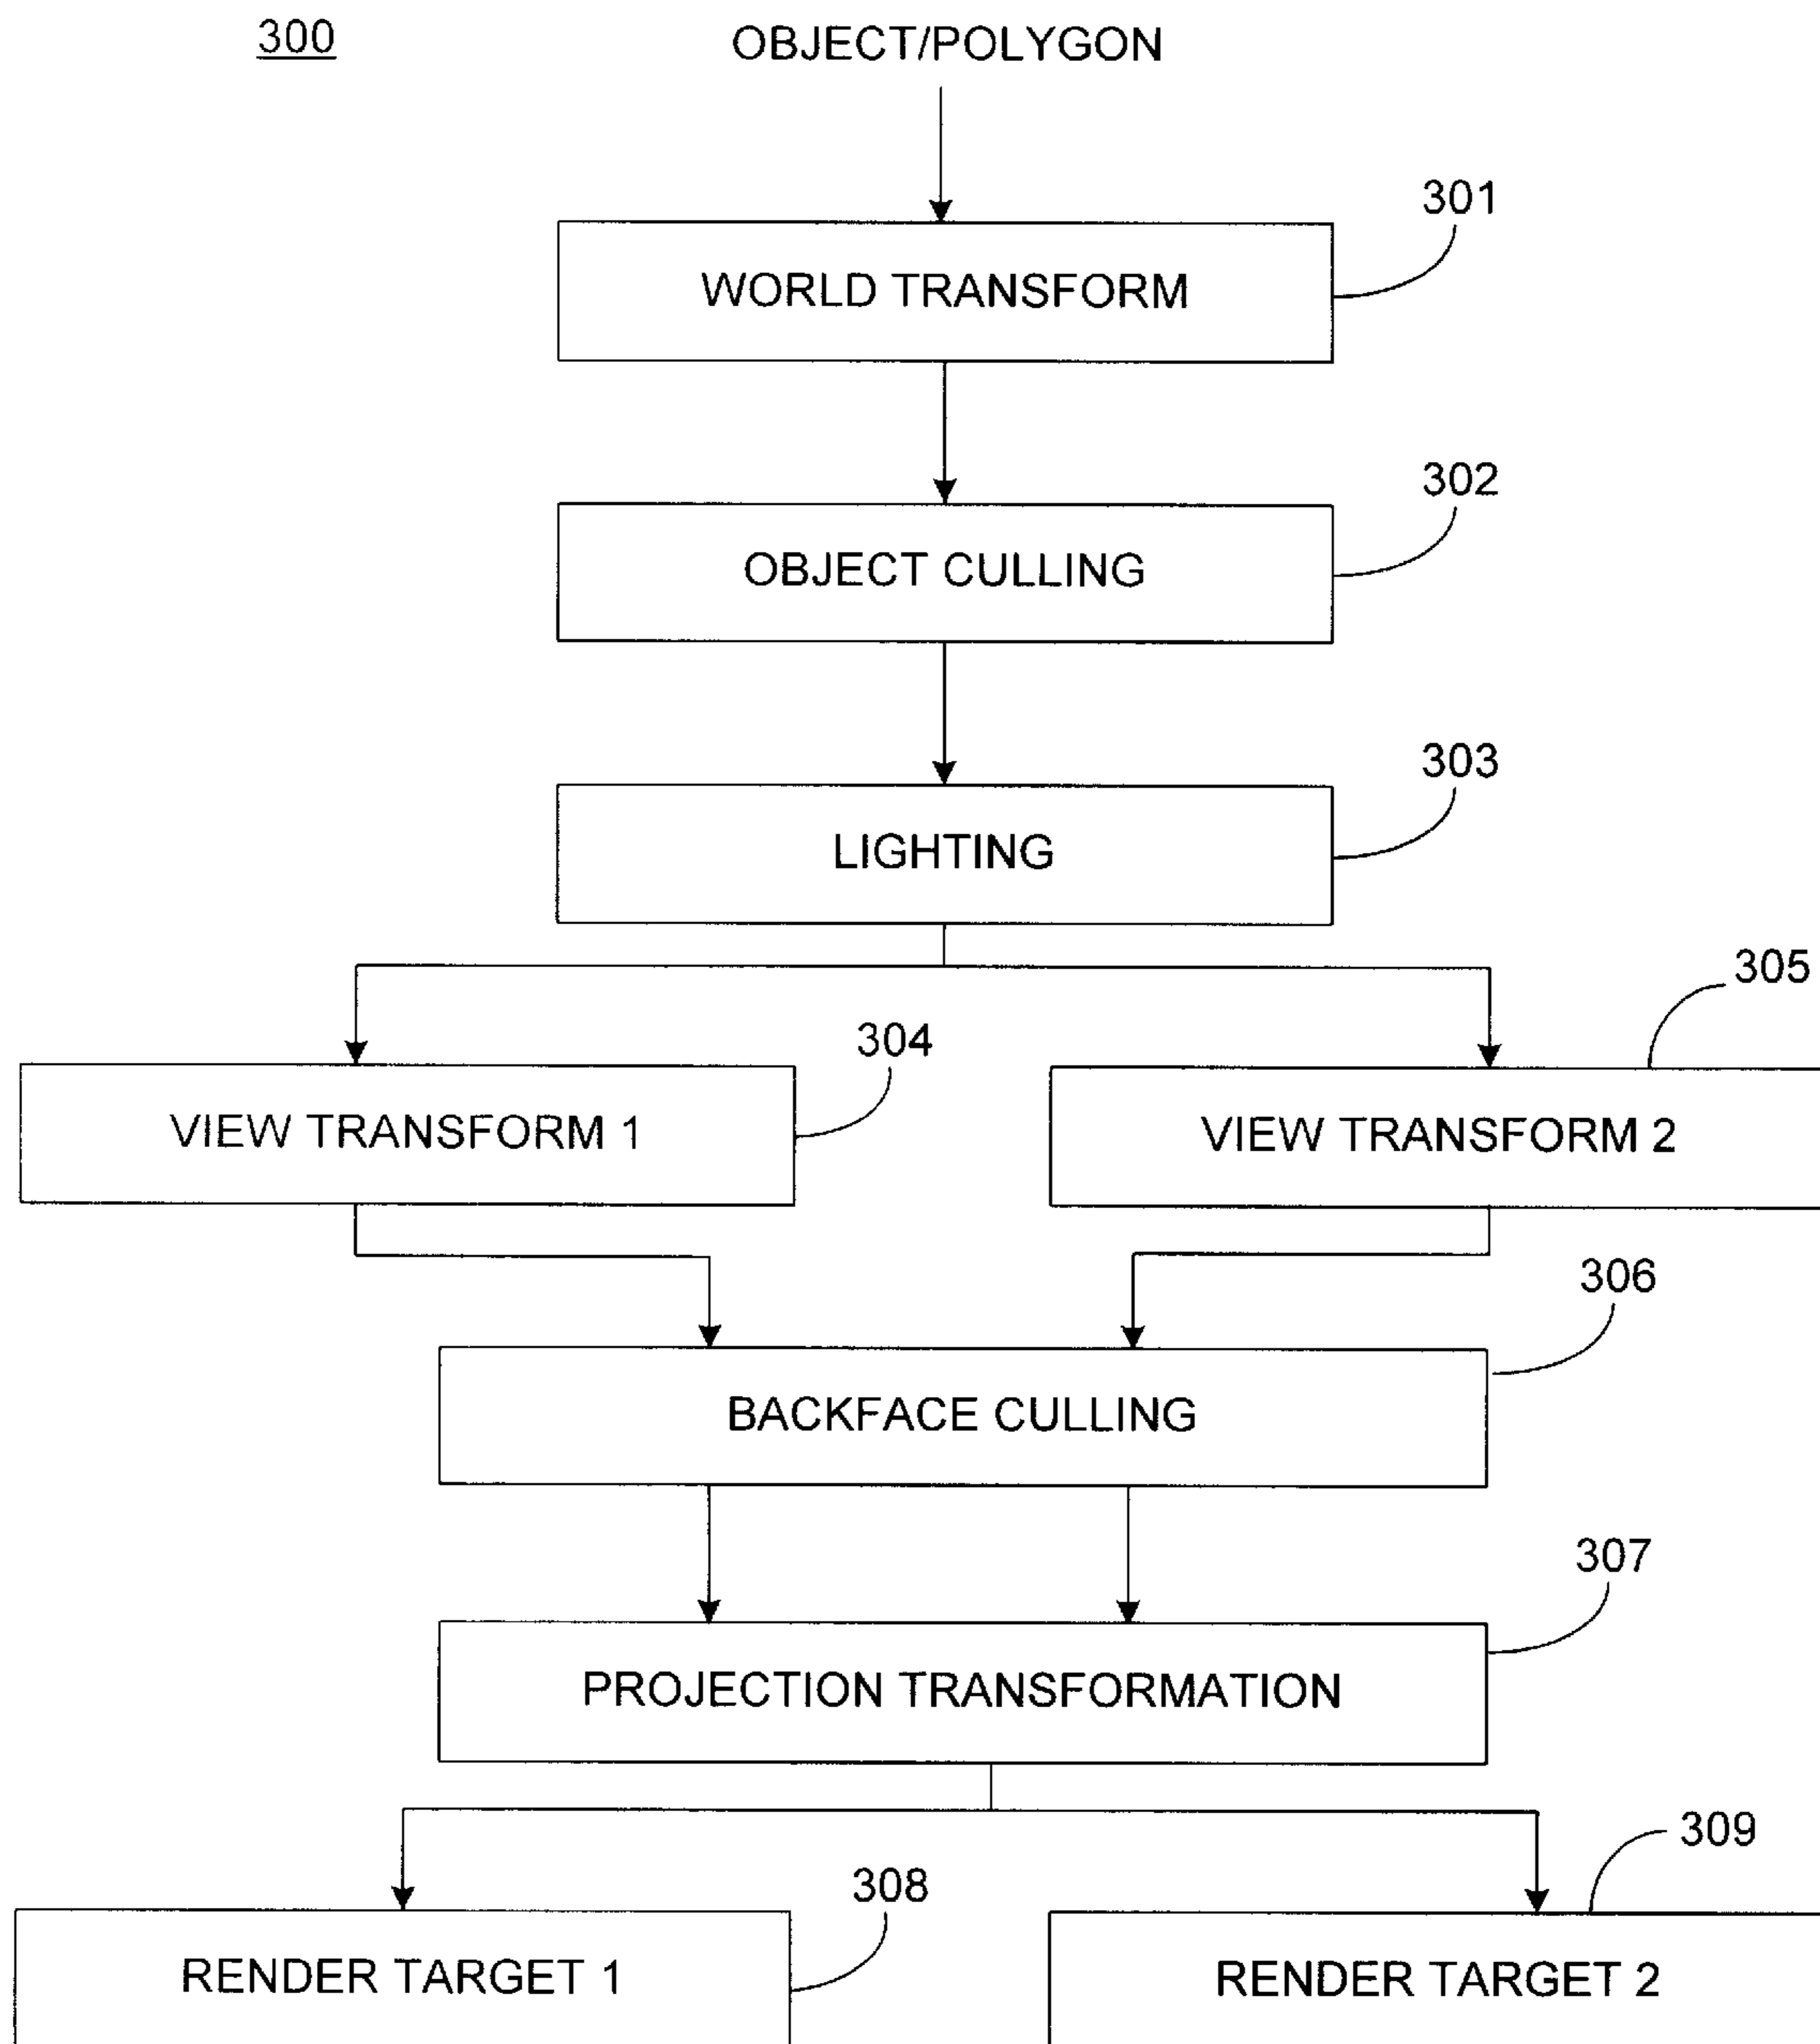 300
OBJECT/POLYGON
301
WORLD TRANSFORM
302
OBJECT CULLING
303
LIGHTING
305
304
VIEW TRANSFORM 1
VIEW TRANSFORM 2
306
BACKFACE CULLING
307
PROJECTION TRANSFORMATION
309
308
RENDER TARGET 1
RENDER TARGET 2